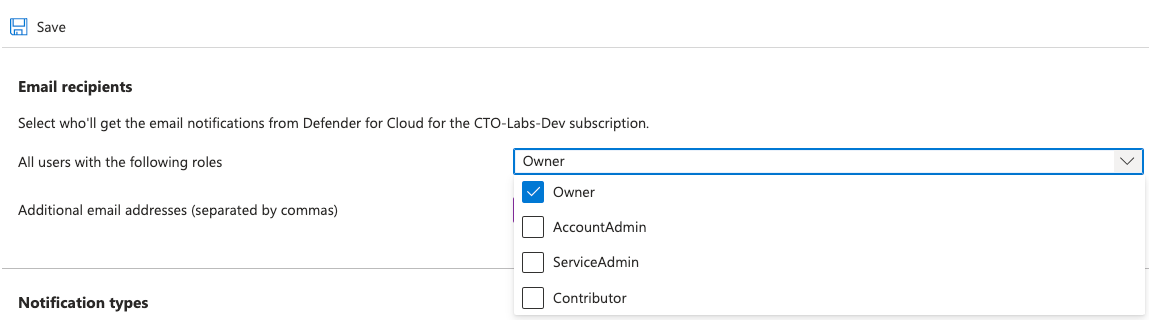 Save
Email recipients
Select who'll get the email notifications from Defender for Cloud for the CTO-Labs-Dev subscription.
All users with the following roles
Owner
Owner
Additional email addresses (separated by commas)
AccountAdmin
ServiceAdmin
Contributor
Notification types